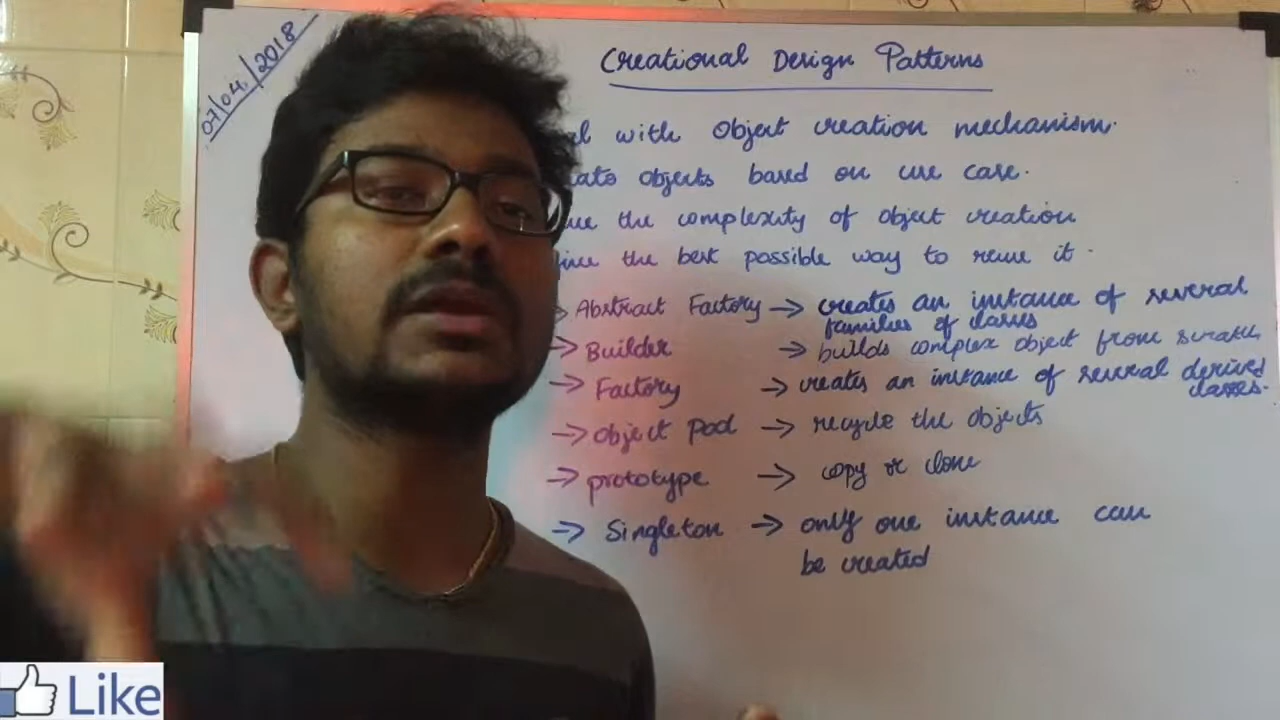 07/04/2018
Creational Design Patterns
with Object creation mechanism.
objects based on use case.
the complexity of object creation
the best possible way to reuse it.
Abstract Factory → creates an instance of several
families of classes
→ Builder → builds complex object from scratch
→ Factory → creates an instance of several derived
classes.
→ object pool → recycle the objects
→ prototype → copy or clone
→ Singleton → only one instance can
be created
Like